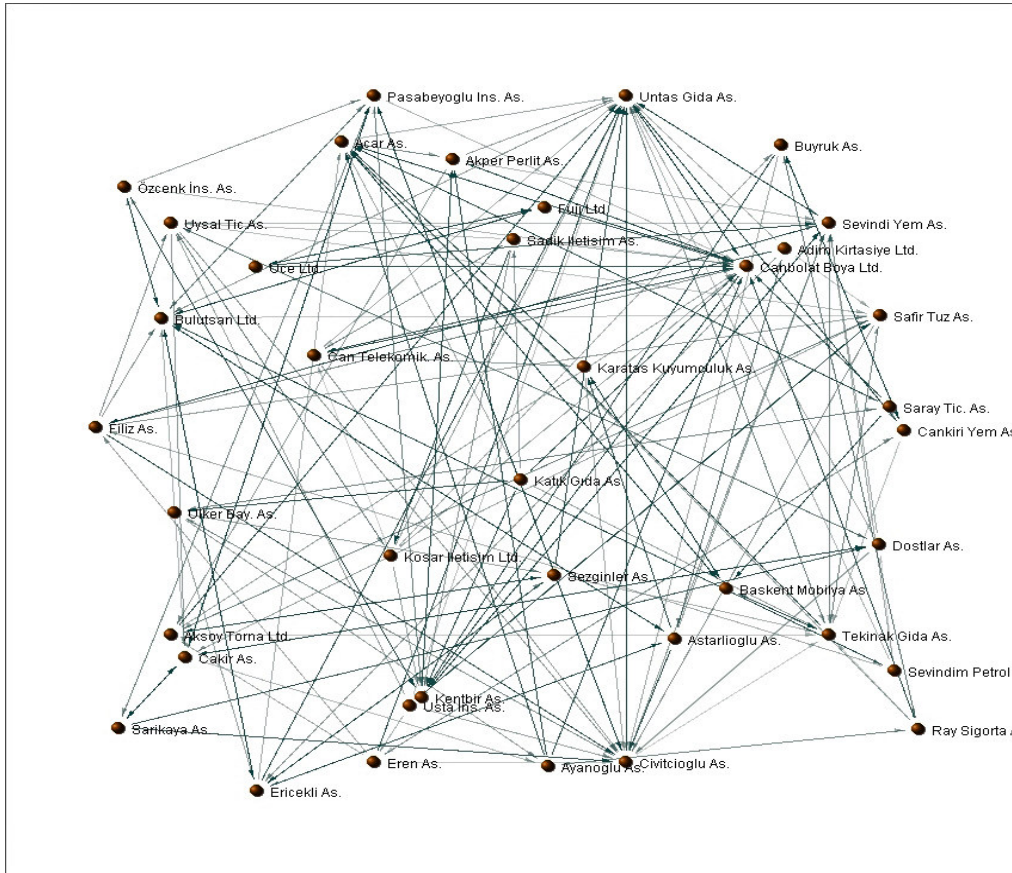 Pasabeyoglu Ins. As.
Untas Gida As.
Acar As.
Buyruk As.
Akper Perlit As.
Özcenk İns. As.
Fuji Ltd.
Uysal Tic.As.
Sevindi Yem As.
Sadik Iletisim As.
Adim Kirtasiye Ltd.
Oce Ltd.
Canbolat Boya Ltd.
Bulutsan Ltd.
Safir Tuz As.
Can Telekomik. As.
Karatas Kuyumculuk As.
Saray Tic. As.
Filiz As.
Cankiri Yem As
Katik Gida As.
Olker Bay. As.
Dostlar As.
Kosar Iletisim Ltd.
Sezginler As.
Baskent Mobilya As
Aksoy Torna Ltd.
Astarlioglu As.
Tekinak Gida As.
Cakir As.
Sevindim Petrol
Kentbir As.
Usta Ins. As.
Sarikaya As.
Ray Sigorta
Eren As.
Ayanoglu As.
Civitcioglu As.
Ericekli As.